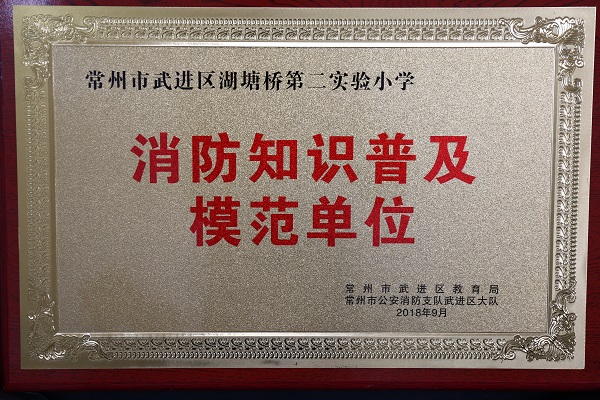 常州市武进区湖塘桥第二实验小学
消防知识普及
模范单位
常州市武进区教育局
常州市公安消防支队武进区大队
2018年9月